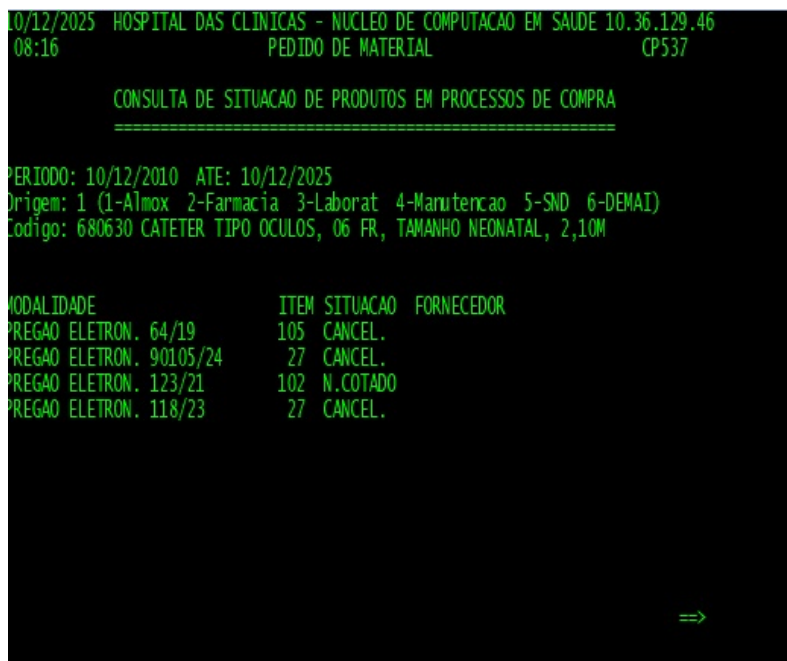 10/12/2025 HOSPITAL DAS CLINICAS - NUCLEO DE COMPUTACAO EM SAUDE 10.36.129.46
08:16 PEDIDO DE MATERIAL CP537
CONSULTA DE SITUACAO DE PRODUTOS EM PROCESSOS DE COMPRA
=======================================================
PERIODO: 10/12/2010 ATE: 10/12/2025
Origem: 1 (1-Almox 2-Farmacia 3-Laborat 4-Manutencao 5-SND 6-DEMAI)
Codigo: 680630 CATETER TIPO OCULOS, 06 FR, TAMANHO NEONATAL, 2,10M
MODALIDADE ITEM SITUACAO FORNECEDOR
PREGAO ELETRON. 64/19 105 CANCEL.
PREGAO ELETRON. 90105/24 27 CANCEL.
PREGAO ELETRON. 123/21 102 N.COTADO
PREGAO ELETRON. 118/23 27 CANCEL.
==>